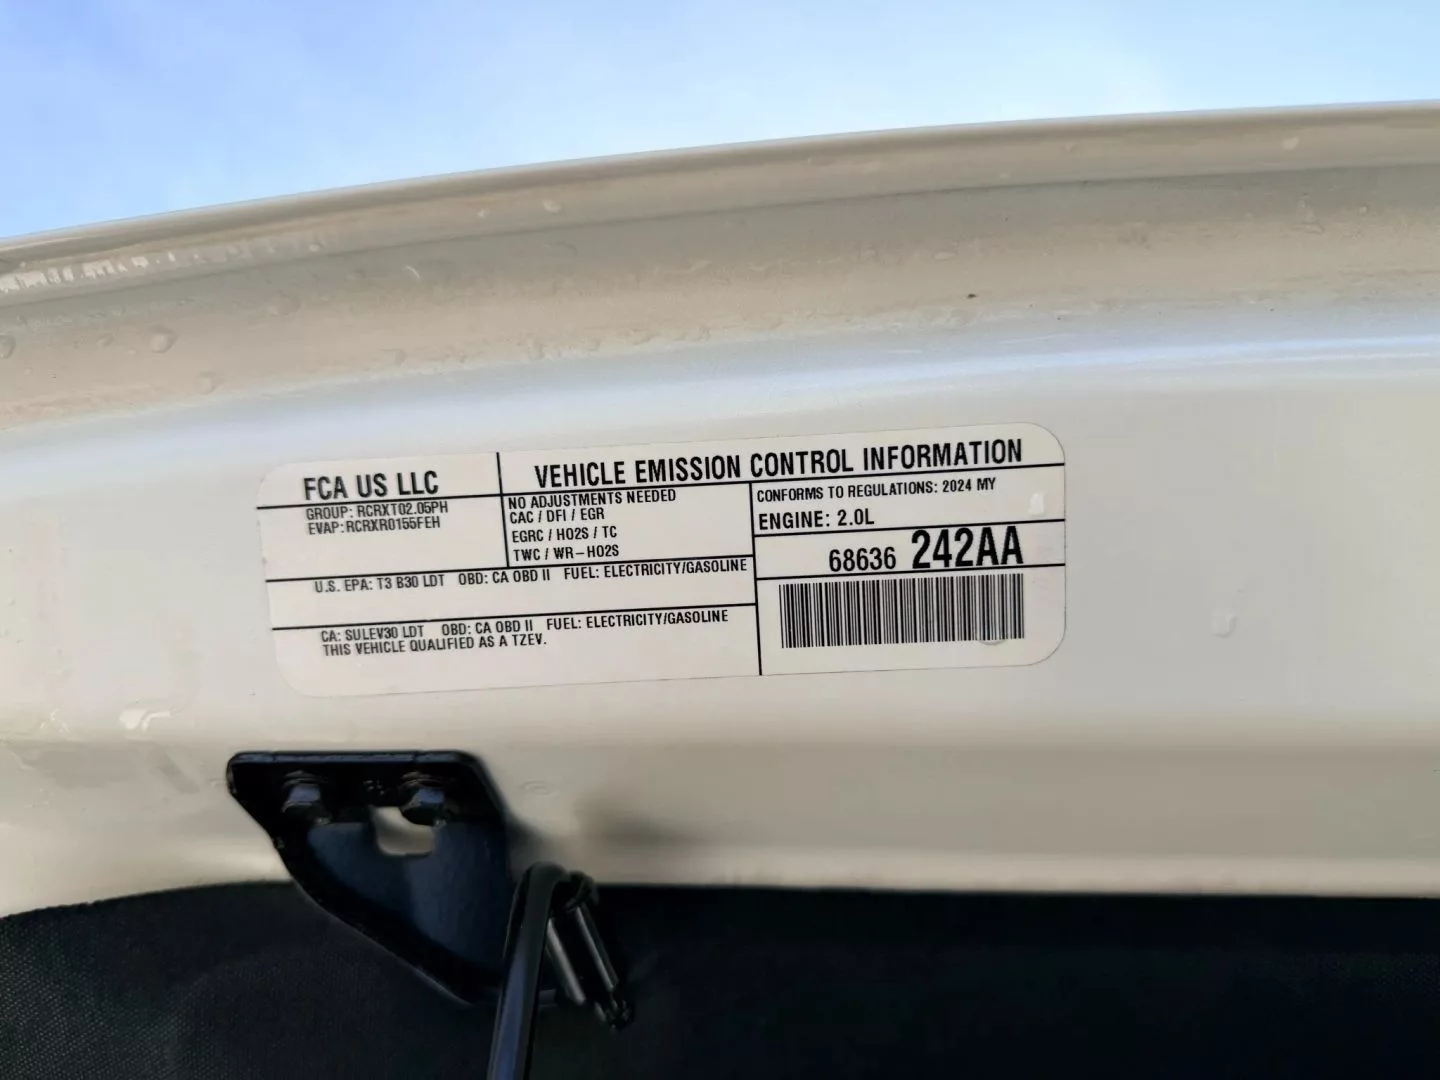 FCA US LLC
GROUP: RCRXT02.05PH
EVAP: RCRXR0155FEH
VEHICLE EMISSION CONTROL INFORMATION
NO ADJUSTMENTS NEEDED
CAC / DFI / EGR
EGRC / HO2S / TC
TWC / WR-HO2S
CONFORMS TO REGULATIONS: 2024 MY
ENGINE: 2.0L
68636 242AA
U.S. EPA: T3 B30 LDT OBD: CA OBD II FUEL: ELECTRICITY/GASOLINE
CA: SULEV30 LDT OBD: CA OBD II FUEL: ELECTRICITY/GASOLINE
THIS VEHICLE QUALIFIED AS A TZEV.